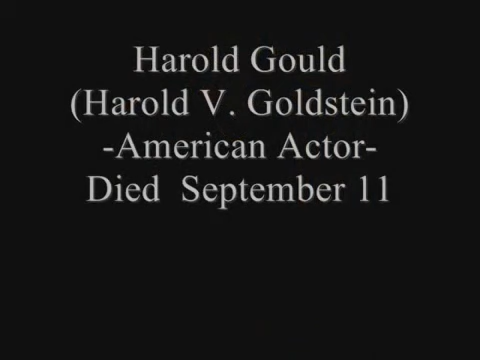 Harold Gould
(Harold V. Goldstein)
-American Actor-
Died  September 11